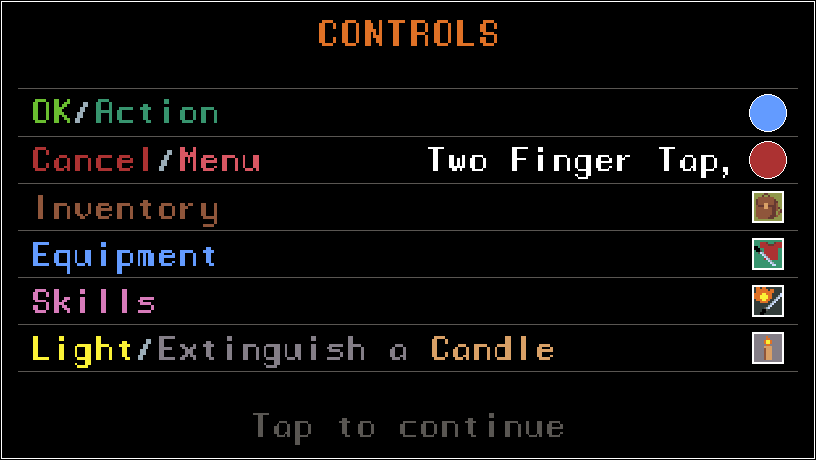 CONTROLS
OK/Action
Cancel/Menu Two Finger Tap,
Inventory
Equipment
Skills
Light/Extinguish a Candle
Tap to continue